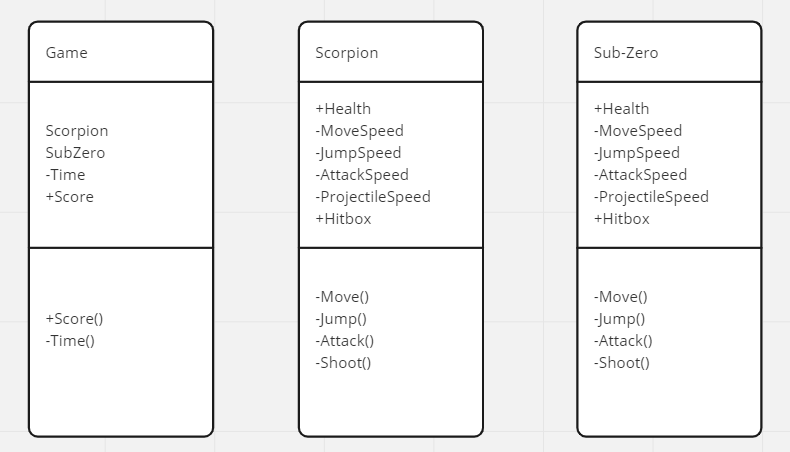 Game
Scorpion
SubZero
-Time
+Score
+Score()
-Time()
Scorpion
+Health
-MoveSpeed
-JumpSpeed
-AttackSpeed
-ProjectileSpeed
+Hitbox
-Move()
-Jump()
-Attack()
-Shoot()
Sub-Zero
+Health
-MoveSpeed
-JumpSpeed
-AttackSpeed
-ProjectileSpeed
+Hitbox
-Move()
-Jump()
-Attack()
-Shoot()